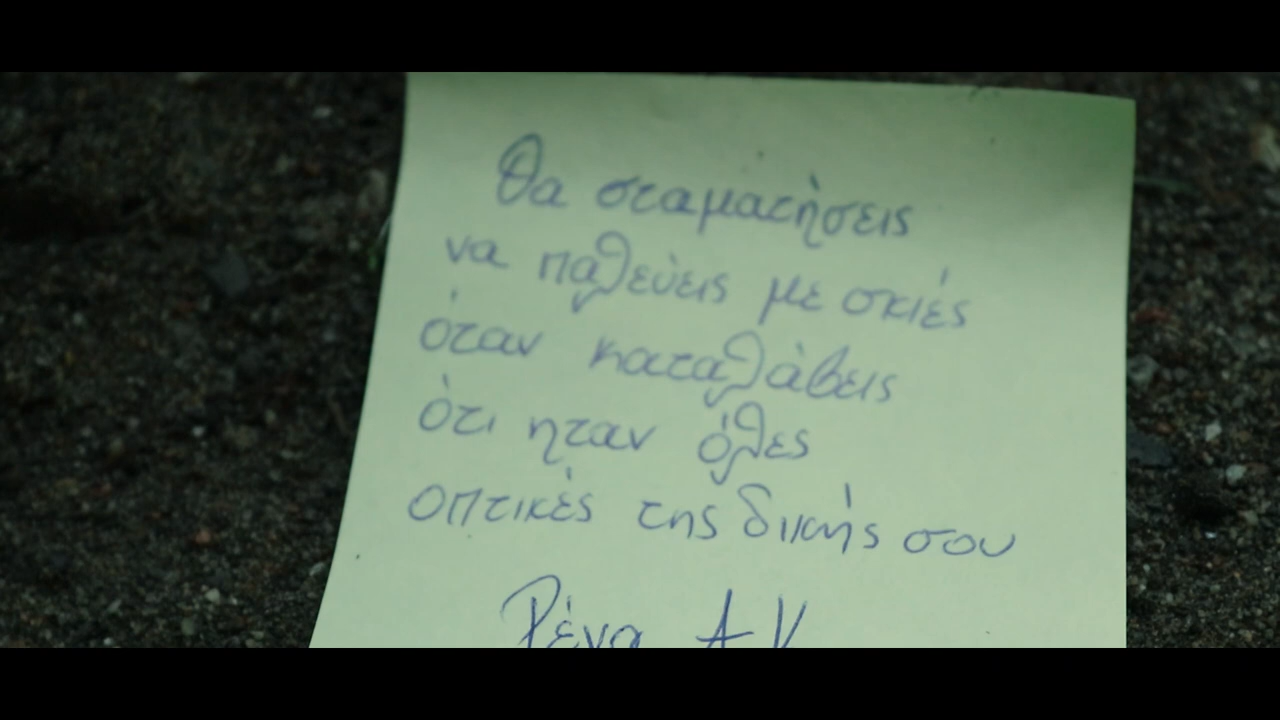 Θα σταματήσεις
να παλεύεις με σκιές
όταν καταλάβεις
ότι ηταν όλες
οπτικές της δικής σου
Ρένα Α.Κ